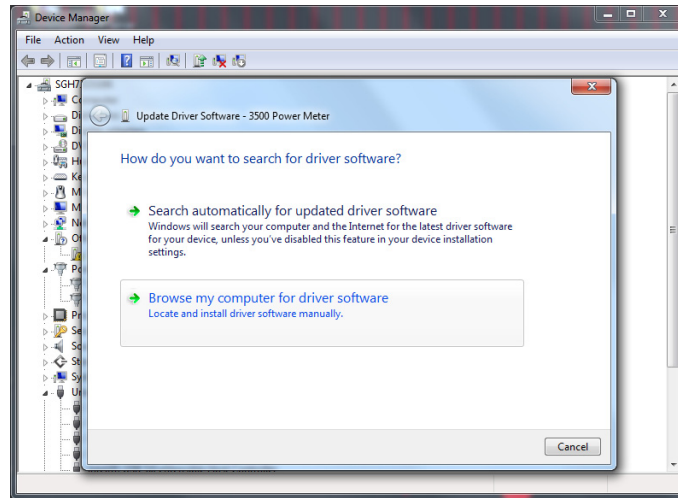 Device Manager
File Action View Help
SGH7
Update Driver Software - 3500 Power Meter
How do you want to search for driver software?
Search automatically for updated driver software
Windows will search your computer and the Internet for the latest driver software
for your device, unless you've disabled this feature in your device installation
settings.
Browse my computer for driver software
Locate and install driver software manually.
Cancel